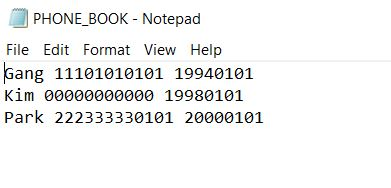 PHONE_BOOK - Notepad
File Edit Format View Help
Gang 11101010101 19940101
Kim 00000000000 19980101
Park 222333330101 20000101